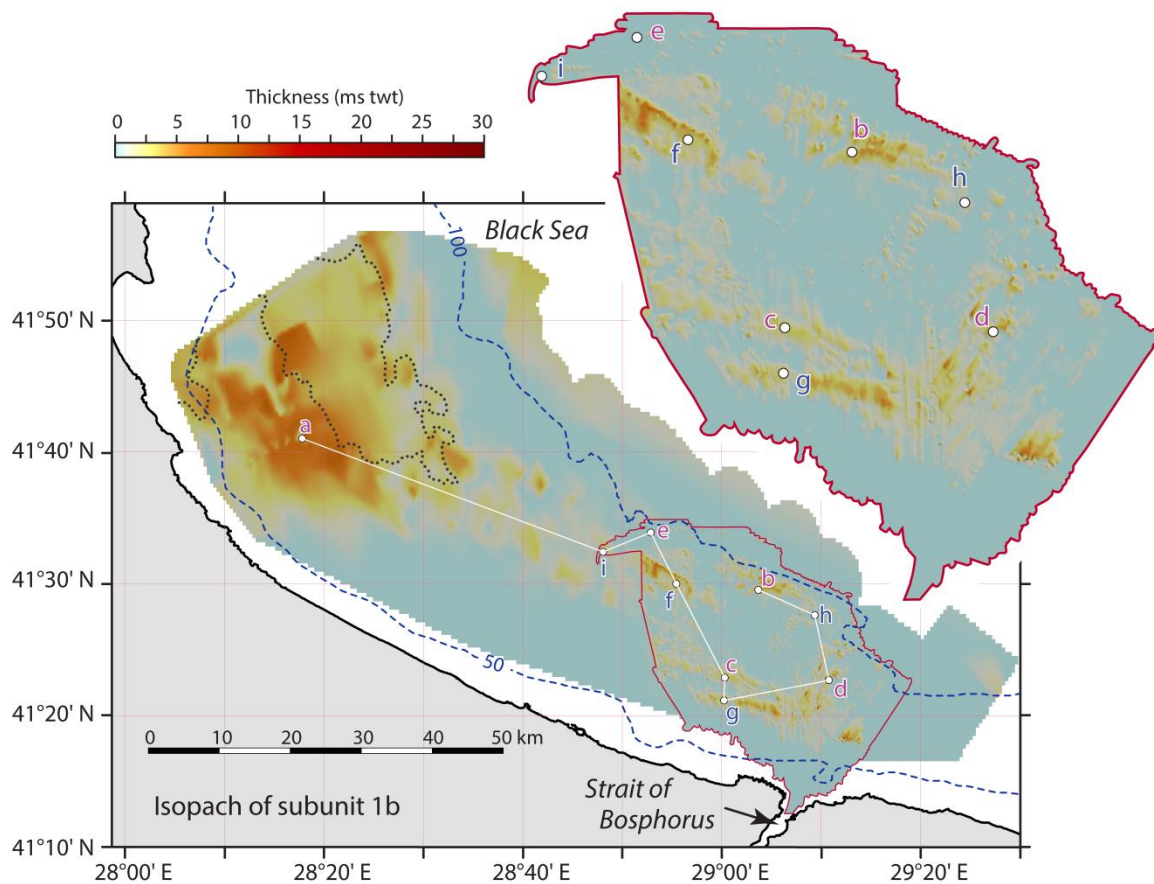 Thickness (ms twt)
0 5 10 15 20 25 30
e
i
b
f
h
c
d
g
Black Sea
100
41°50' N
a
41°40' N
e
i
41°30' N
f
b
h
c
d
50
g
41°20' N
0 10 20 30 40 50 km
Isopach of subunit 1b
Strait of
Bosphorus
41°10' N
28°00' E 28°20' E 28°40' E 29°00' E 29°20' E